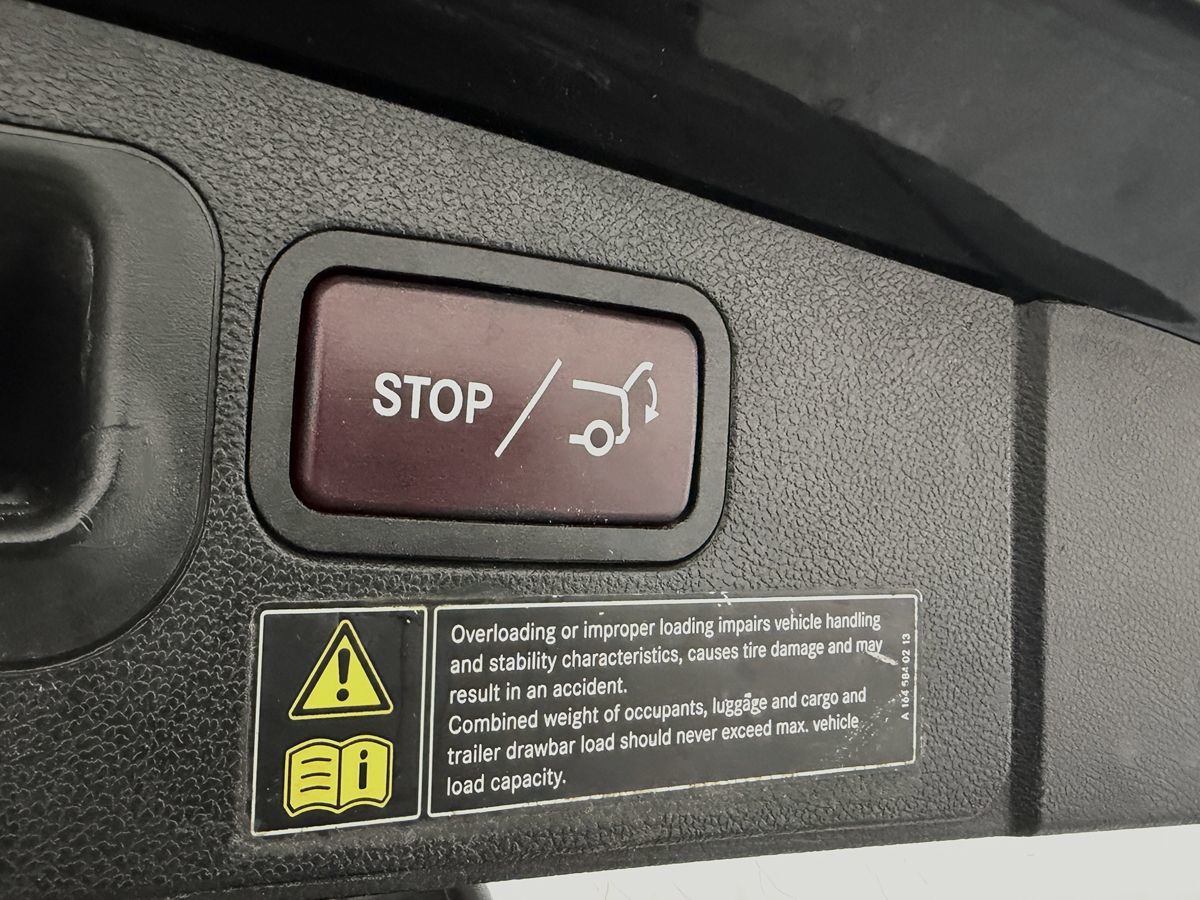 STOP
Overloading or improper loading impairs vehicle handling
and stability characteristics, causes tire damage and may
result in an accident.
Combined weight of occupants, luggage and cargo and
trailer drawbar load should never exceed max. vehicle
load capacity.
A 164 584 02 13